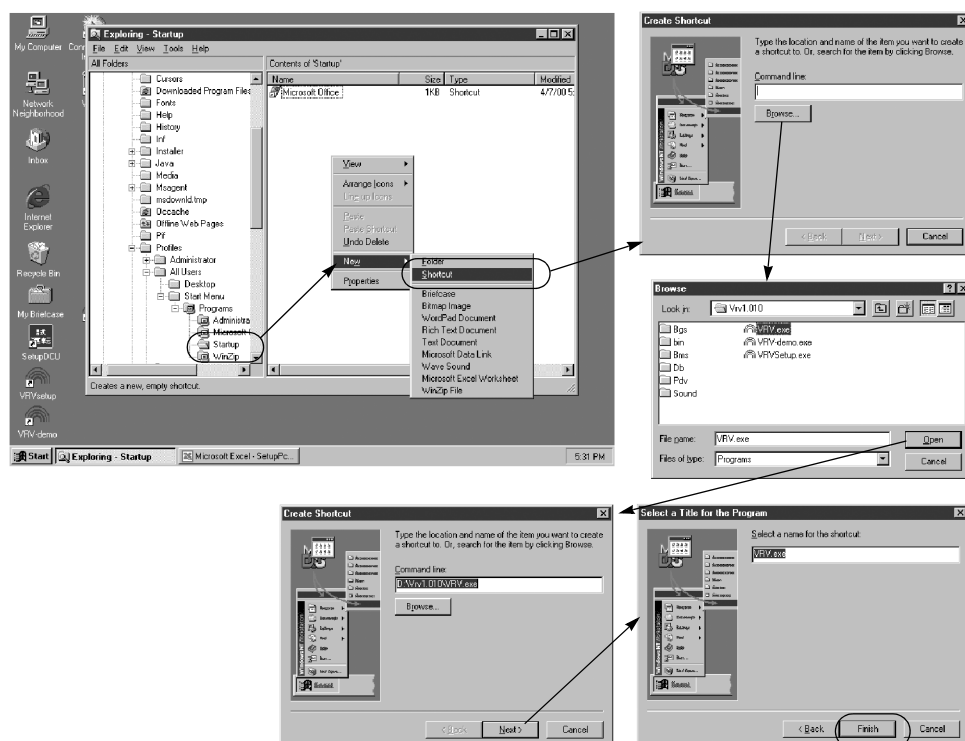 My Computer
Network Neighborhood
Inbox
Internet Explorer
Recycle Bin
My Briefcase
SetupDCU
VRVsetup
VRV-demo
Exploring - Startup
File Edit View Tools Help
All Folders
Contents of 'Startup'
Cursors
Downloaded Program Files
Fonts
Help
History
Inf
Installer
Java
Media
Msagent
msdownld.tmp
Occache
Offline Web Pages
Pif
Profiles
Administrator
All Users
Desktop
Start Menu
Programs
Administra
Microsoft
Startup
WinZip
Name Size Type Modified
Microsoft Office 1KB Shortcut 4/7/00 5:
View
Arrange Icons
Line up Icons
Paste
Paste Shortcut
Undo Delete
New
Properties
Folder
Shortcut
Briefcase
Bitmap Image
WordPad Document
Rich Text Document
Text Document
Microsoft Data Link
Wave Sound
Microsoft Excel Worksheet
WinZip File
Creates a new, empty shortcut.
Start
Exploring - Startup
Microsoft Excel - SetupPc...
5:31 PM
Create Shortcut
Type the location and name of the item you want to create
a shortcut to. Or, search for the item by clicking Browse.
Command line:
Browse...
< Back Next > Cancel
Browse
Look in: Vrv1.010
Bgs
bin
Bms
Db
Pdv
Sound
VRV.exe
VRV-demo.exe
VRVSetup.exe
File name: VRV.exe Open
Files of type: Programs Cancel
Create Shortcut
Type the location and name of the item you want to create
a shortcut to. Or, search for the item by clicking Browse.
Command line:
D:\Vrv1.010\VRV.exe
Browse...
< Back Next > Cancel
Select a Title for the Program
Select a name for the shortcut:
VRV.exe
< Back Finish Cancel